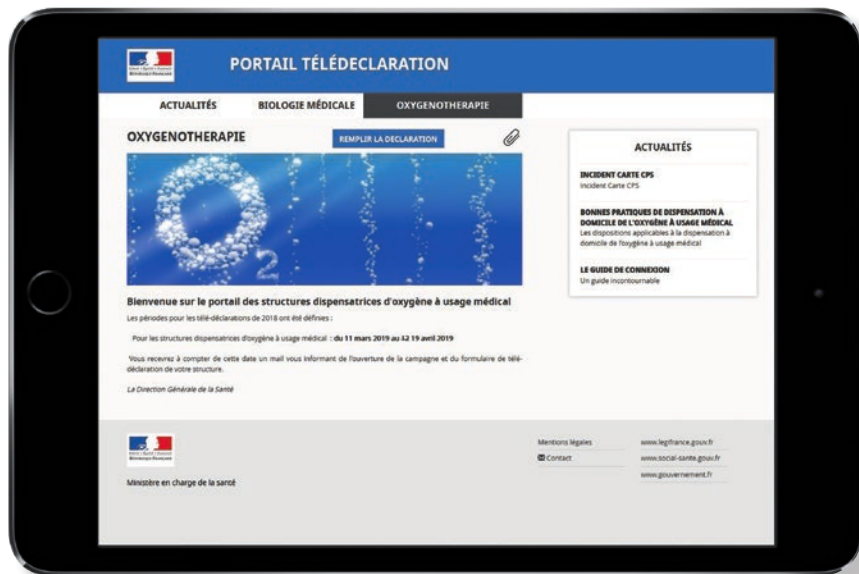 PORTAIL TÉLÉDECLARATION
ACTUALITÉS
BIOLOGIE MÉDICALE
OXYGENOTHERAPIE
OXYGENOTHERAPIE
REMPLIR LA DECLARATION
O2
Bienvenue sur le portail des structures dispensatrices d'oxygène à usage médical
Les périodes pour les télé-déclarations de 2018 ont été définies :
Pour les structures dispensatrices d'oxygène à usage médical : du 11 mars 2019 au 12 19 avril 2019
Vous recevrez à compter de cette date un mail vous informant de l'ouverture de la campagne et du formulaire de télé-
déclaration de votre structure.
La Direction Générale de la Santé
ACTUALITÉS
INCIDENT CARTE CPS
Incident Carte CPS
BONNES PRATIQUES DE DISPENSATION À
DOMICILE DE L'OXYGÈNE À USAGE MÉDICAL
Les dispositions applicables à la dispensation à
domicile de l'oxygène à usage médical
LE GUIDE DE CONNEXION
Un guide incontournable
Ministère en charge de la santé
Mentions légales
Contact
www.legifrance.gouv.fr
www.social-sante.gouv.fr
www.gouvernement.fr